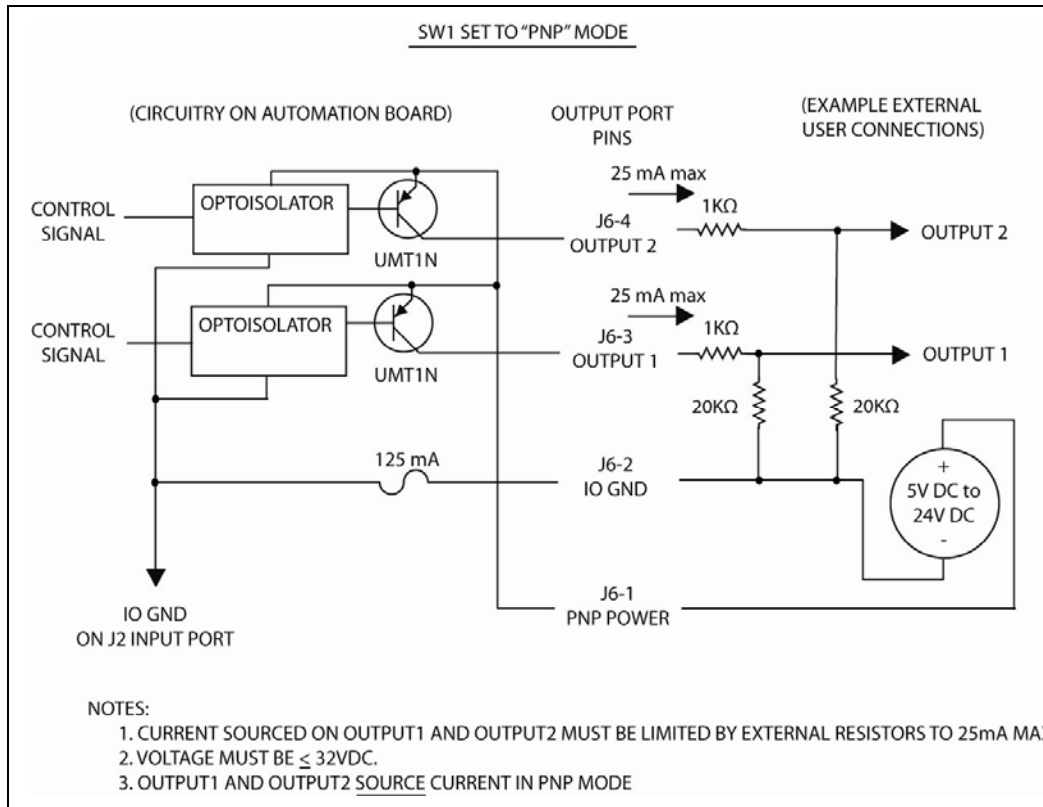 SW1 SET TO “PNP” MODE
(CIRCUITRY ON AUTOMATION BOARD)
OUTPUT PORT
PINS
(EXAMPLE EXTERNAL
USER CONNECTIONS)
CONTROL
SIGNAL
OPTOISOLATOR
UMT1N
25 mA max
J6-4
OUTPUT 2
1KΩ
OUTPUT 2
CONTROL
SIGNAL
OPTOISOLATOR
UMT1N
25 mA max
J6-3
OUTPUT 1
1KΩ
OUTPUT 1
20KΩ
20KΩ
125 mA
J6-2
IO GND
+
5V DC to
24V DC
-
IO GND
ON J2 INPUT PORT
J6-1
PNP POWER
NOTES:
1. CURRENT SOURCED ON OUTPUT1 AND OUTPUT2 MUST BE LIMITED BY EXTERNAL RESISTORS TO 25mA MAX
2. VOLTAGE MUST BE ≤ 32VDC.
3. OUTPUT1 AND OUTPUT2 SOURCE CURRENT IN PNP MODE